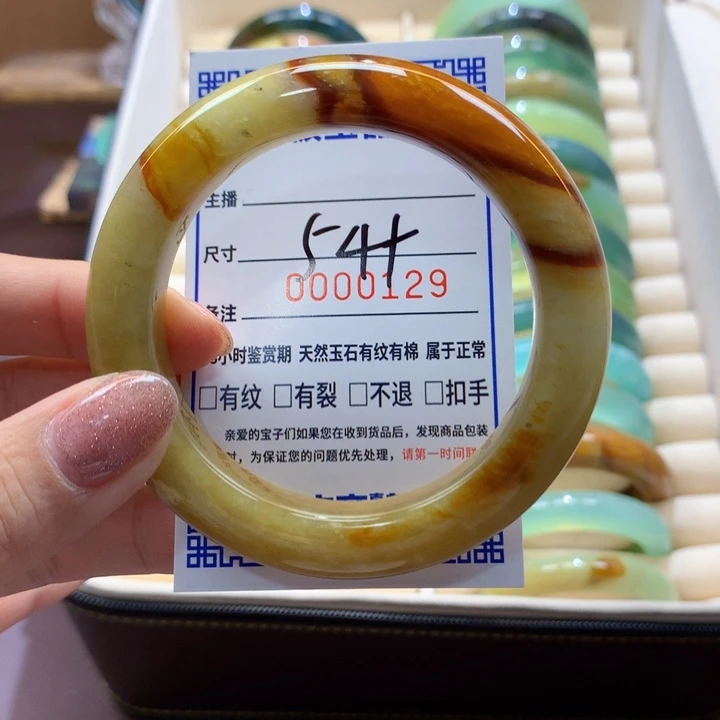 主播
尺寸 54+
0000129
备注
小时鉴赏期 天然玉石有纹有棉 属于正常
□有纹 □有裂 □不退 □扣手
亲爱的宝子们如果您在收到货品后，发现商品包装
时，为保证您的问题优先处理，请第一时间联